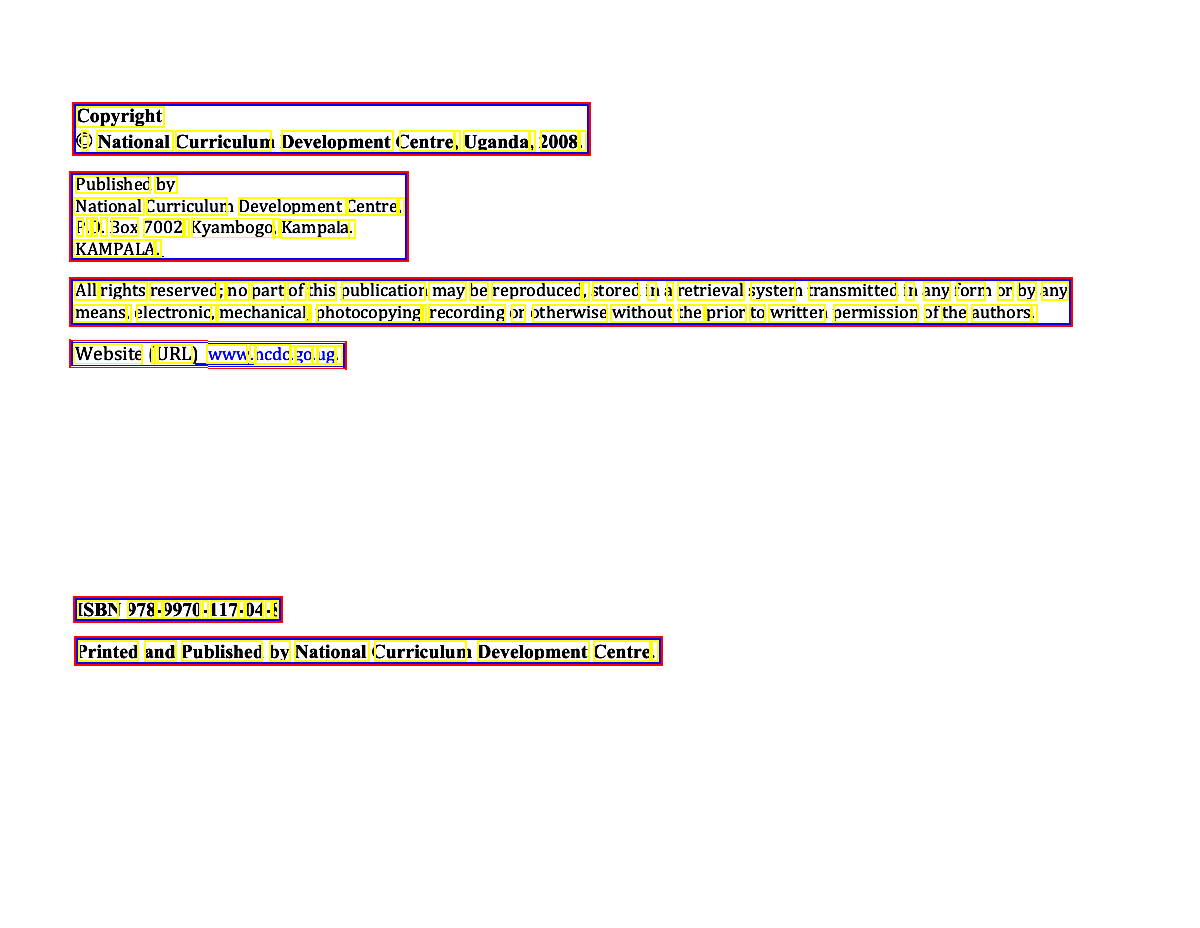 Copyright
© National Curriculum Development Centre, Uganda, 2008.
Published by
National Curriculum Development Centre,
P.O. Box 7002, Kyambogo, Kampala.
KAMPALA.
All rights reserved; no part of this publication may be reproduced, stored in a retrieval system transmitted in any form or by any
means, electronic, mechanical, photocopying, recording or otherwise without the prior to written permission of the authors.
Website (URL) www.ncdc.go.ug.
ISBN 978-9970-117-04-8
Printed and Published by National Curriculum Development Centre.